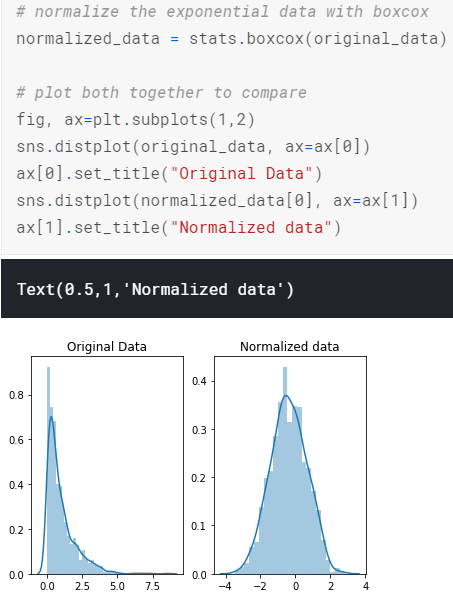 # normalize the exponential data with boxcox
normalized_data = stats.boxcox(original_data)
# plot both together to compare
fig, ax=plt.subplots(1,2)
sns.distplot(original_data, ax=ax[0])
ax[0].set_title("Original Data")
sns.distplot(normalized_data[0], ax=ax[1])
ax[1].set_title("Normalized data")
Text(0.5,1,'Normalized data')
Original Data
0.8
0.6
0.4
0.2
0.0
0.0 2.5 5.0 7.5
Normalized data
0.4
0.3
0.2
0.1
0.0
−4 −2 0 2 4